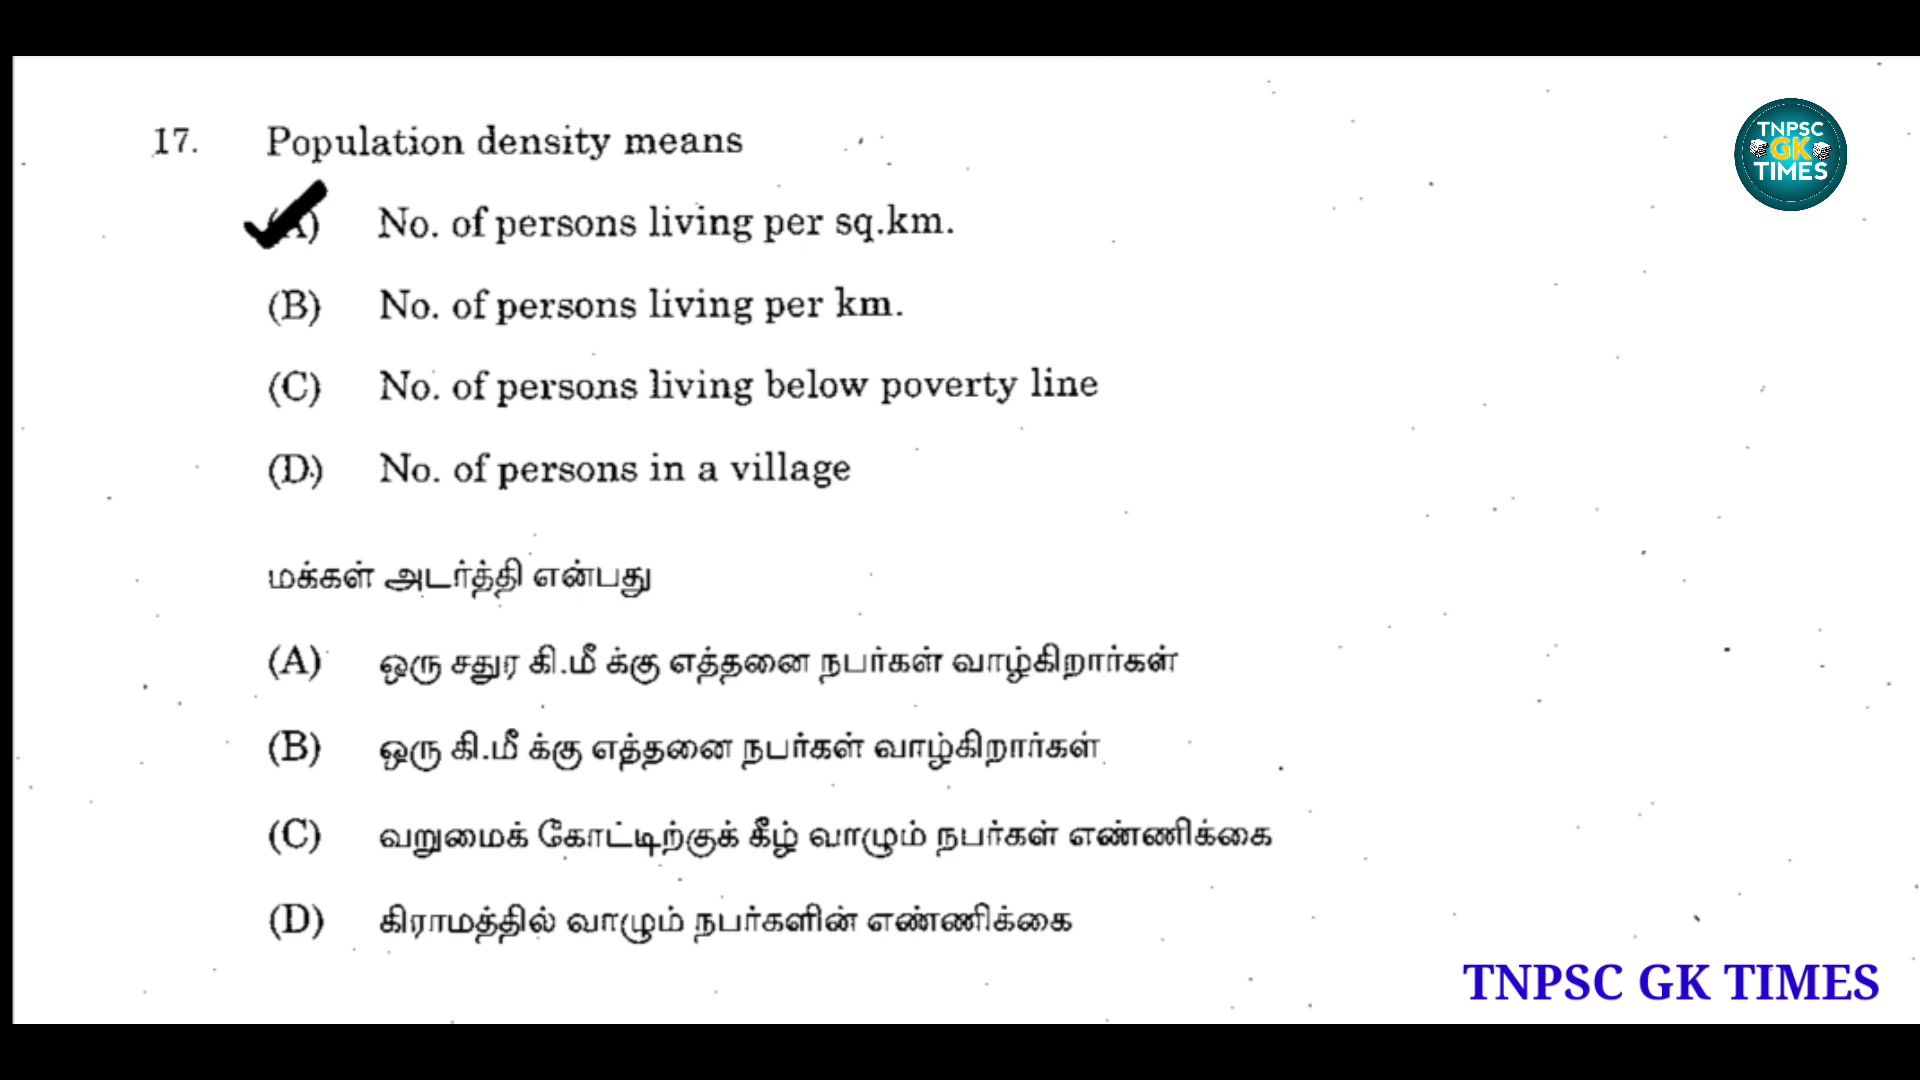 TNPSC
GK
TIMES
17. Population density means
(A) No. of persons living per sq.km.
(B) No. of persons living per km.
(C) No. of persons living below poverty line
(D) No. of persons in a village
மக்கள் அடர்த்தி என்பது
(A) ஒரு சதுர கி.மீ க்கு எத்தனை நபர்கள் வாழ்கிறார்கள்
(B) ஒரு கி.மீ க்கு எத்தனை நபர்கள் வாழ்கிறார்கள்
(C) வறுமைக் கோட்டிற்குக் கீழ் வாழும் நபர்கள் எண்ணிக்கை
(D) கிராமத்தில் வாழும் நபர்களின் எண்ணிக்கை
TNPSC GK TIMES